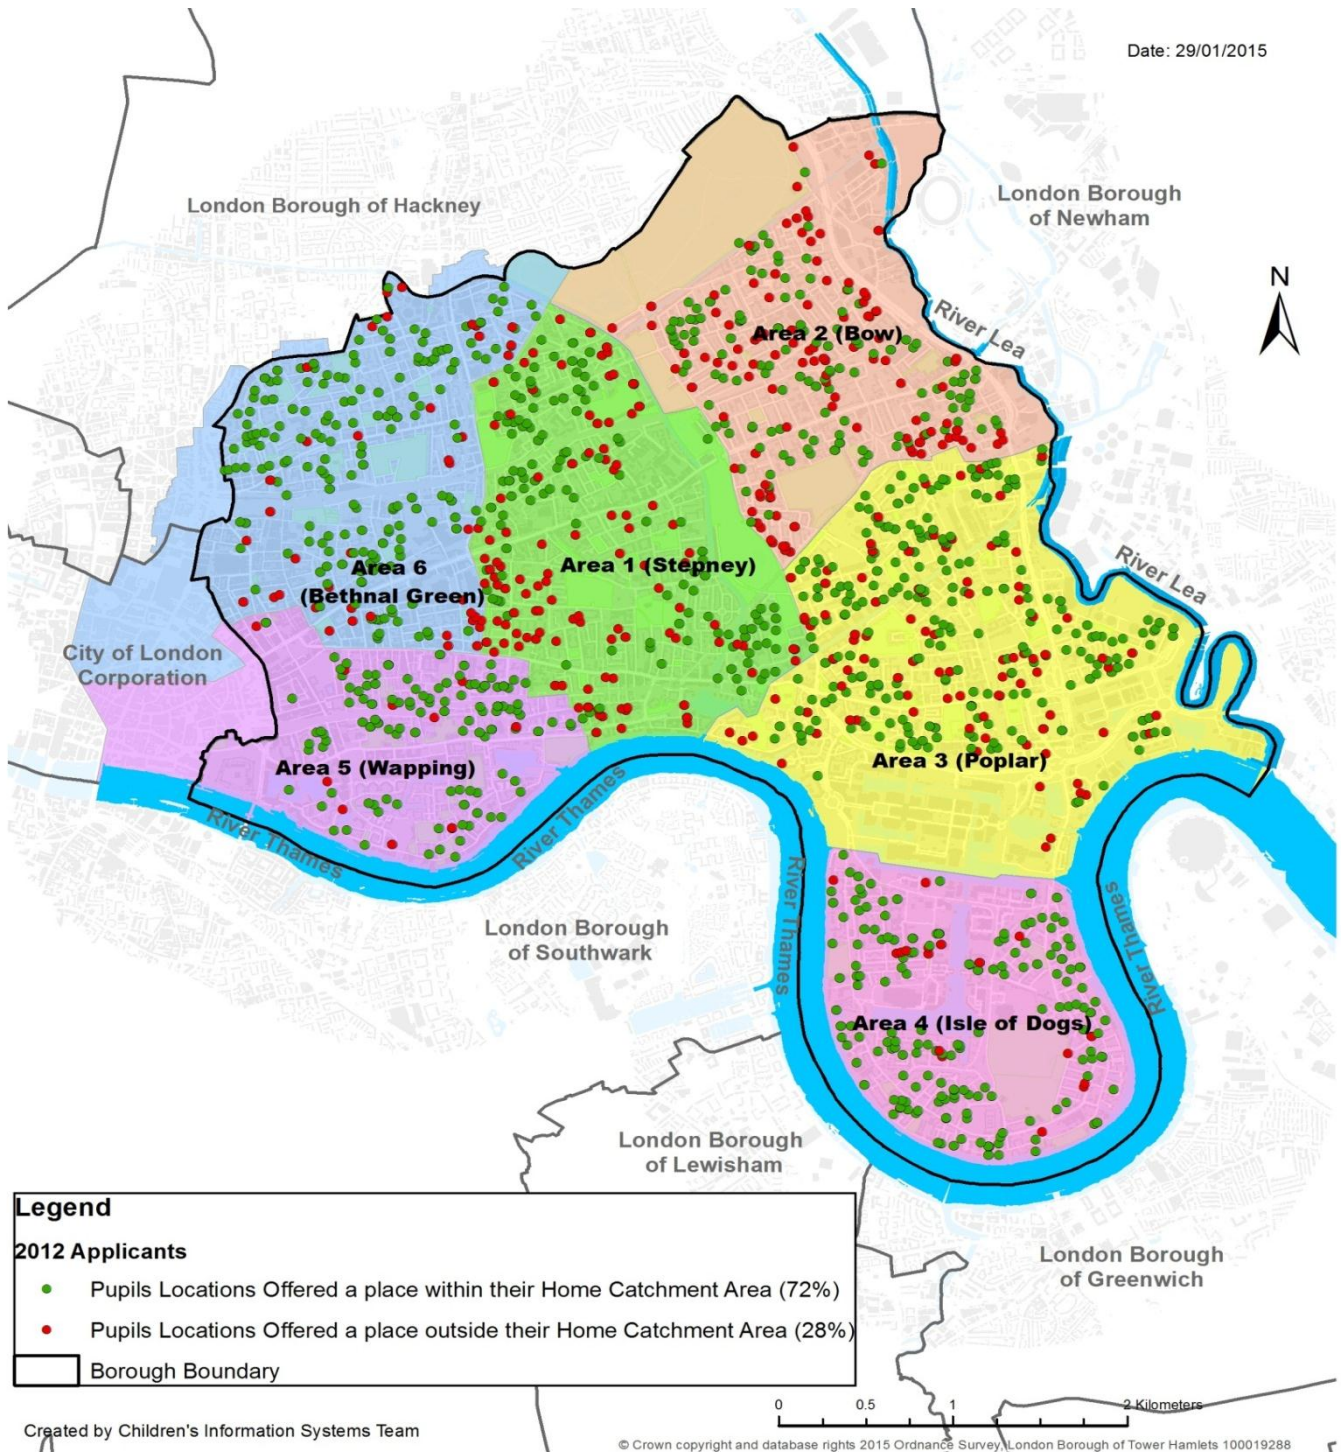 Date: 29/01/2015
London Borough of Hackney
London Borough
of Newham
N
River Lea
Area 2 (Bow)
Area 1 (Stepney)
Area 6
(Bethnal Green)
River Lea
City of London
Corporation
Area 5 (Wapping)
Area 3 (Poplar)
River Thames
River Thames
River Thames
River Thames
London Borough
of Southwark
Area 4 (Isle of Dogs)
London Borough
of Lewisham
London Borough
of Greenwich
Legend
2012 Applicants
Pupils Locations Offered a place within their Home Catchment Area (72%)
Pupils Locations Offered a place outside their Home Catchment Area (28%)
Borough Boundary
0 0.5 1 2 Kilometers
Created by Children's Information Systems Team
© Crown copyright and database rights 2015 Ordnance Survey, London Borough of Tower Hamlets 100019288